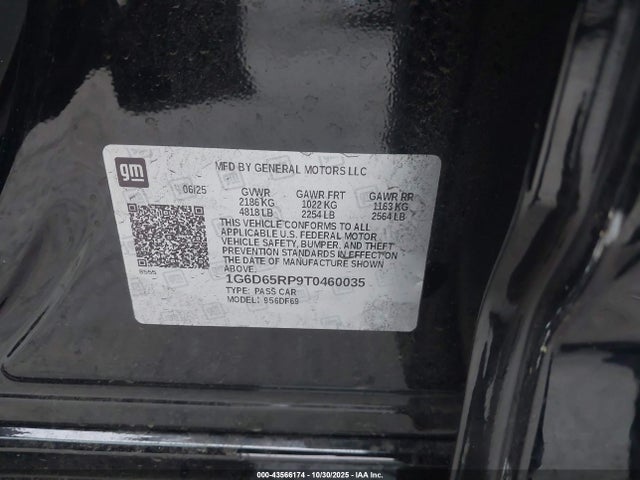 gm
MFD BY GENERAL MOTORS LLC
06/25 GVWR GAWR FRT GAWR RR
2186 KG 1022 KG 1163 KG
4818 LB 2254 LB 2564 LB
THIS VEHICLE CONFORMS TO ALL
APPLICABLE U.S. FEDERAL MOTOR
VEHICLE SAFETY, BUMPER, AND THEFT
PREVENTION STANDARDS IN EFFECT ON
THE DATE OF MANUFACTURE SHOWN
ABOVE.
1G6D65RP9T0460035
TYPE: PASS CAR
MODEL: 956DF69
000-43566174 - 10/30/2025 - IAA Inc.